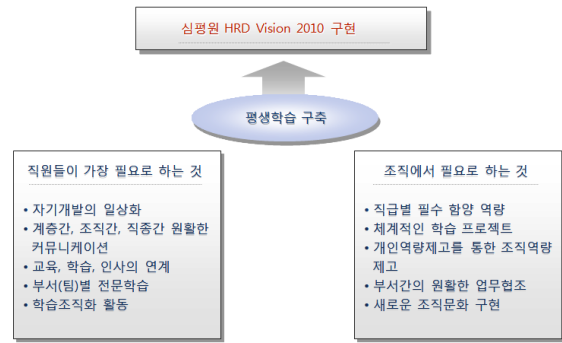 심평원 HRD Vision 2010 구현
평생학습 구축
직원들이 가장 필요로 하는 것
• 자기개발의 일상화
• 계층간, 조직간, 직종간 원활한
커뮤니케이션
• 교육, 학습, 인사의 연계
• 부서(팀)별 전문학습
• 학습조직화 활동
조직에서 필요로 하는 것
• 직급별 필수 함양 역량
• 체계적인 학습 프로젝트
• 개인역량제고를 통한 조직역량
제고
• 부서간의 원활한 업무협조
• 새로운 조직문화 구현